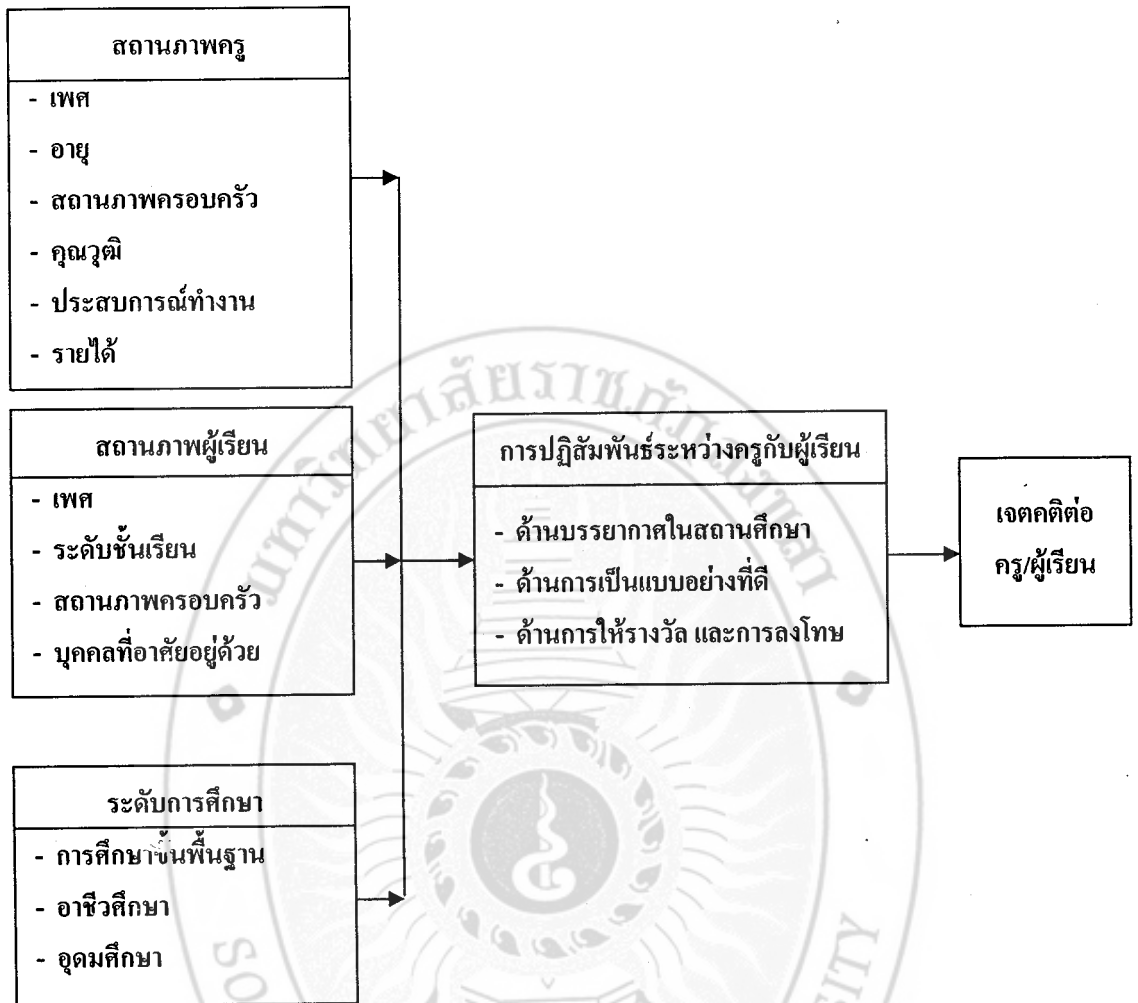 สถานภาพครู
- เพศ
- อายุ
- สถานภาพครอบครัว
- คุณวุฒิ
- ประสบการณ์ทำงาน
- รายได้
สถานภาพผู้เรียน
- เพศ
- ระดับชั้นเรียน
- สถานภาพครอบครัว
- บุคคลที่อาศัยอยู่ด้วย
ระดับการศึกษา
- การศึกษาขั้นพื้นฐาน
- อาชีวศึกษา
- อุดมศึกษา
การปฏิสัมพันธ์ระหว่างครูกับผู้เรียน
- ด้านบรรยากาศในสถานศึกษา
- ด้านการเป็นแบบอย่างที่ดี
- ด้านการให้รางวัล และการลงโทษ
เจตคติต่อ
ครู/ผู้เรียน